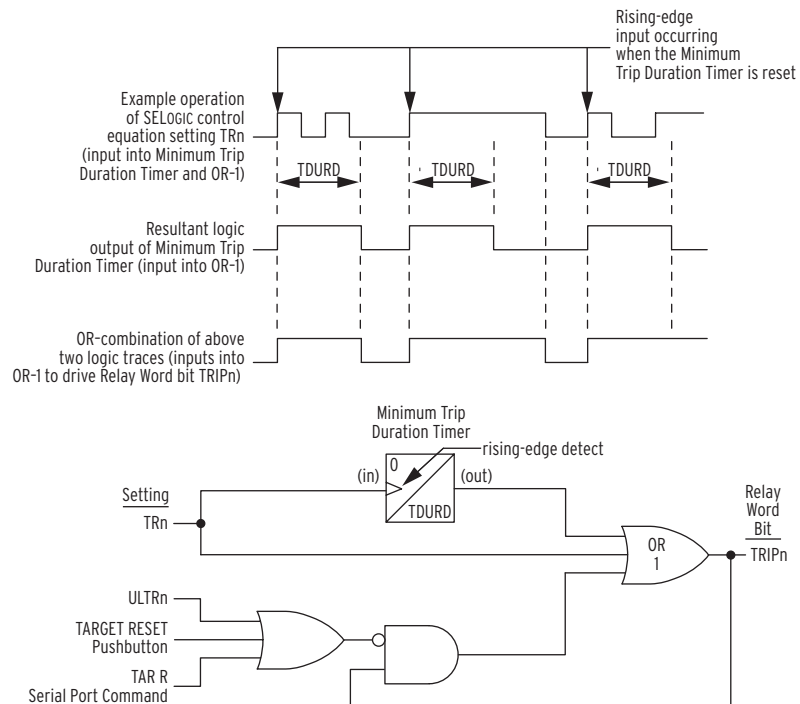 Rising-edge
input occurring
when the Minimum
Trip Duration Timer is reset
Example operation
of SELOGIC control
equation setting TRn
(input into Minimum Trip
Duration Timer and OR-1)
TDURD
TDURD
TDURD
Resultant logic
output of Minimum Trip
Duration Timer (input into OR-1)
OR-combination of above
two logic traces (inputs into
OR-1 to drive Relay Word bit TRIPn)
Minimum Trip
Duration Timer
rising-edge detect
0
(in)
(out)
TDURD
Setting
TRn
Relay
Word
Bit
OR
1
TRIPn
ULTRn
TARGET RESET
Pushbutton
TAR R
Serial Port Command